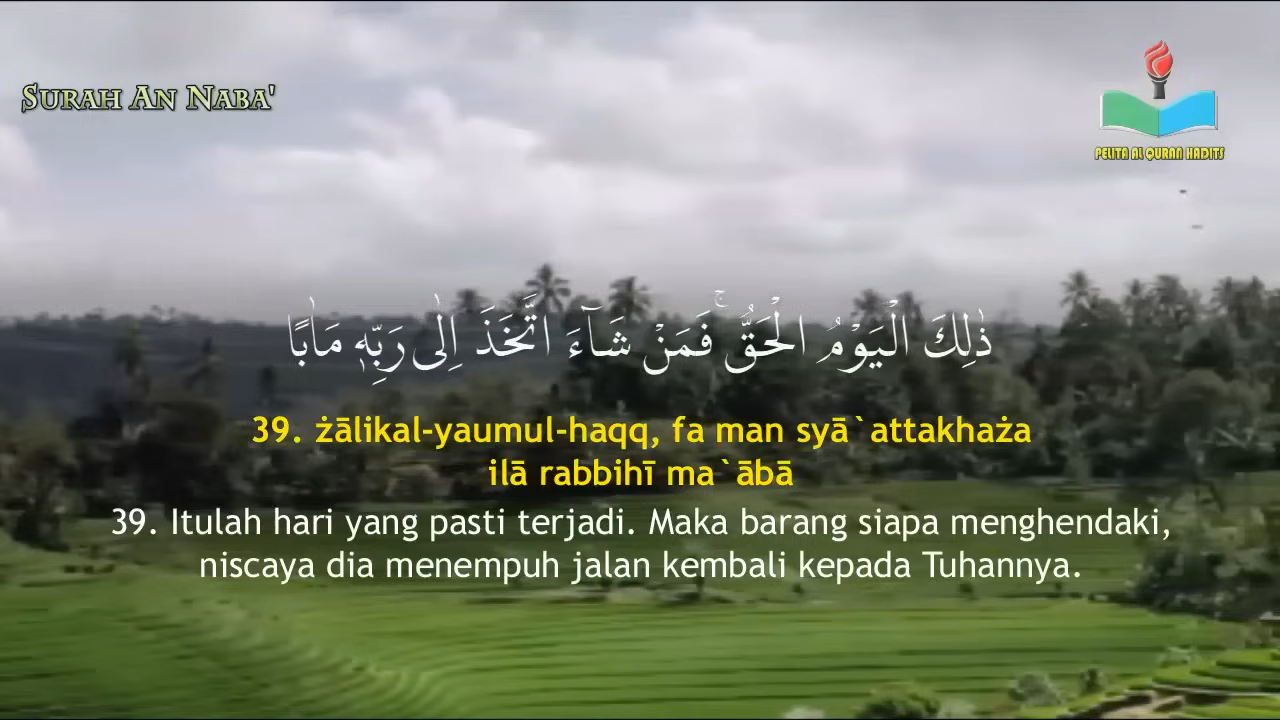 SURAH AN NABA'
PELITA AL QURAN HADITS
ذٰلِكَ الْيَوْمُ الْحَقُّ ۚ فَمَنْ شَاۤءَ اتَّخَذَ اِلٰى رَبِّهٖ مَاٰبًا
39. żālikal-yaumul-haqq, fa man syā`attakhaża
ilā rabbihī ma`ābā
39. Itulah hari yang pasti terjadi. Maka barang siapa menghendaki,
niscaya dia menempuh jalan kembali kepada Tuhannya.